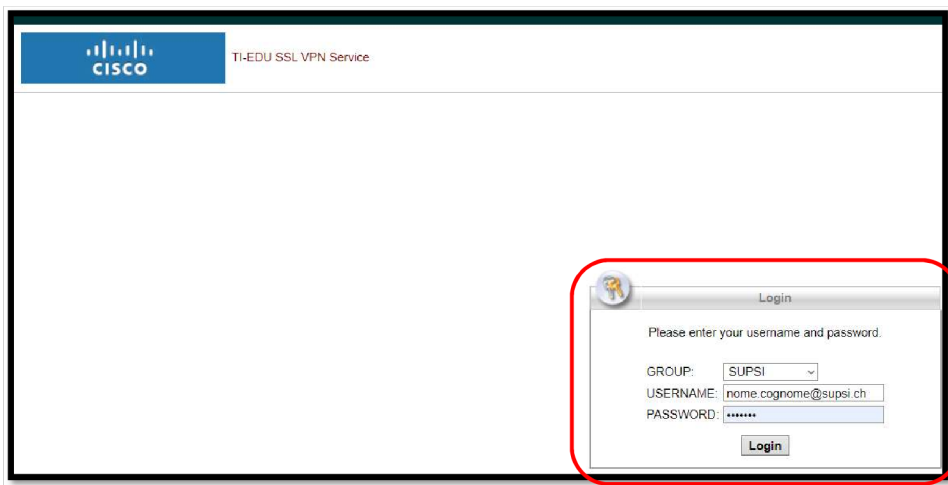 CISCO
TI-EDU SSL VPN Service
Login
Please enter your username and password.
GROUP: SUPSI
USERNAME: nome.cognome@supsi.ch
PASSWORD: •••••••
Login